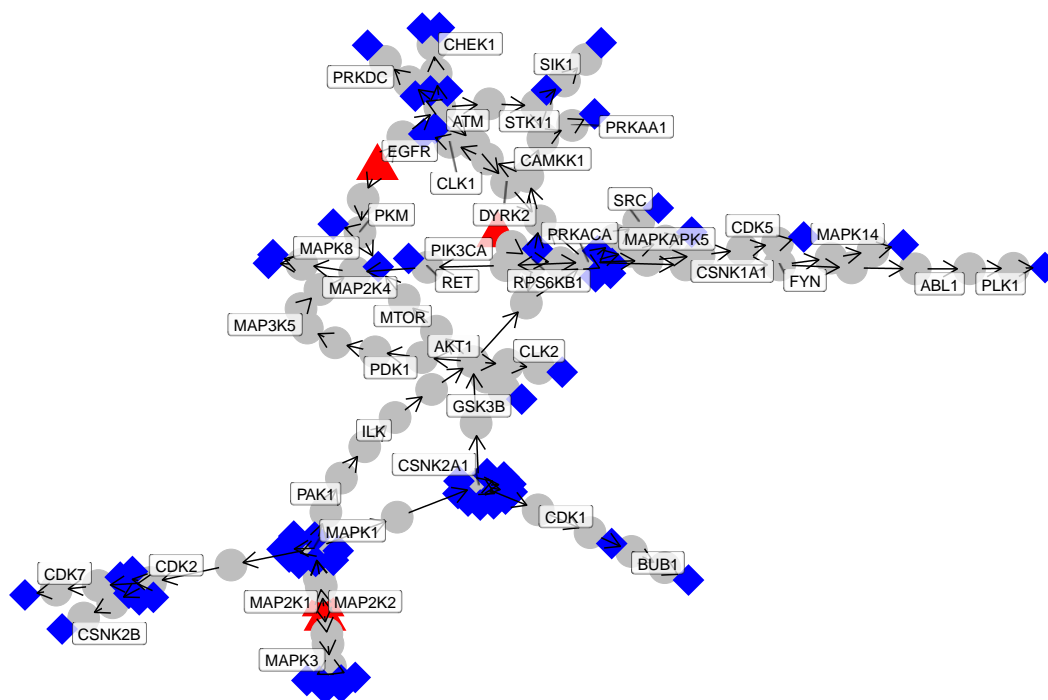 CHEK1
PRKDC
SIK1
ATM
STK11
PRKAA1
EGFR
CAMKK1
CLK1
SRC
PKM
DYRK2
PRKACA
MAPKAPK5
CDK5
MAPK14
MAPK8
PIK3CA
CSNK1A1
MAP2K4
RET
RPS6KB1
FYN
ABL1
PLK1
MTOR
MAP3K5
AKT1
CLK2
PDK1
GSK3B
ILK
CSNK2A1
PAK1
CDK1
MAPK1
BUB1
CDK7
CDK2
MAP2K1
MAP2K2
CSNK2B
MAPK3